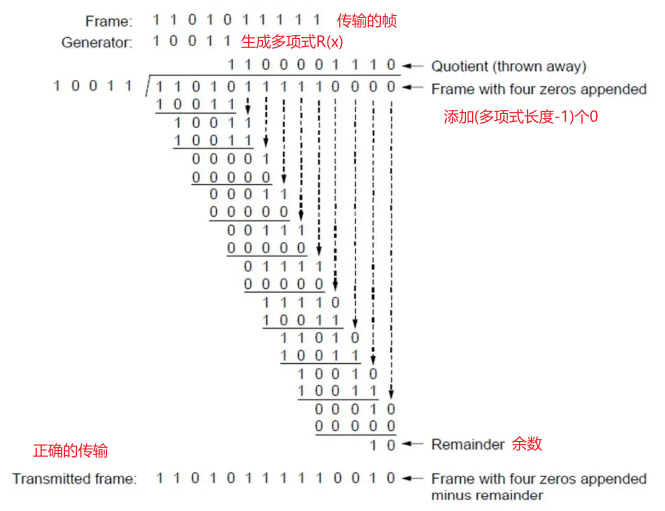 Frame: 1 1 0 1 0 1 1 1 1 1 传输的帧
Generator: 1 0 0 1 1 生成多项式R(x)
1 1 0 0 0 0 1 1 1 0 Quotient (thrown away)
1 0 0 1 1 1 1 0 1 0 1 1 1 1 1 0 0 0 0 Frame with four zeros appended
添加(多项式长度-1)个0
1 0 0 1 1
1 0 0 1 1
1 0 0 1 1
0 0 0 0 1
0 0 0 0 0
0 0 0 1 1
0 0 0 0 0
0 0 1 1 1
0 0 0 0 0
0 1 1 1 1
0 0 0 0 0
1 1 1 1 0
1 0 0 1 1
1 1 0 1 0
1 0 0 1 1
1 0 0 1 0
1 0 0 1 1
0 0 0 1 0
0 0 0 0 0
1 0 Remainder 余数
正确的传输
Transmitted frame: 1 1 0 1 0 1 1 1 1 1 0 0 1 0 Frame with four zeros appended
minus remainder